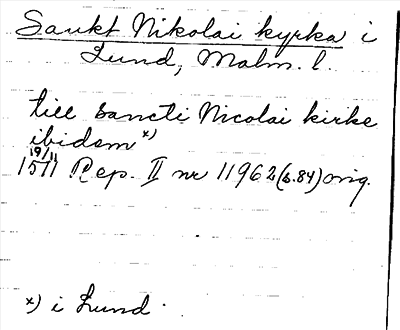 Sankt Nikolai kyrka i
Lund, Malm. l.
till sancti Nicolai kirke
ibidem x)
19/11
1511 Rep. II nr 11962 (s.84) orig.
x) i Lund.